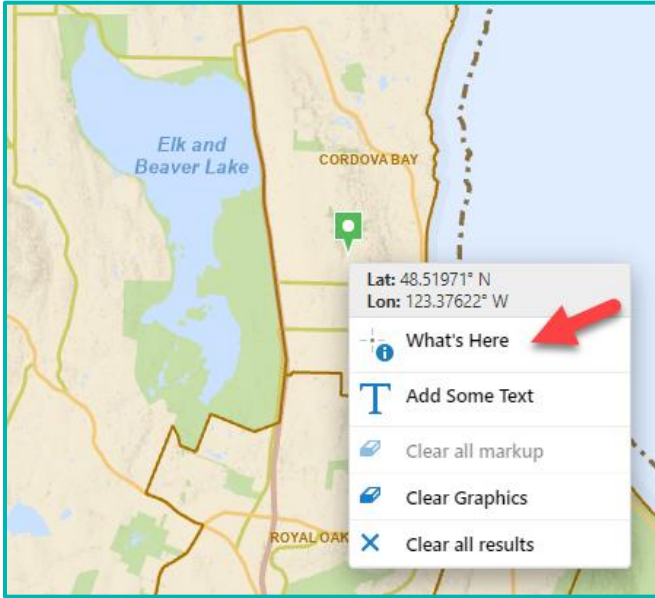 Elk and
Beaver Lake
CORDOVA BAY
Lat: 48.51971° N
Lon: 123.37622° W
What's Here
Add Some Text
Clear all markup
Clear Graphics
Clear all results
ROYAL OAK